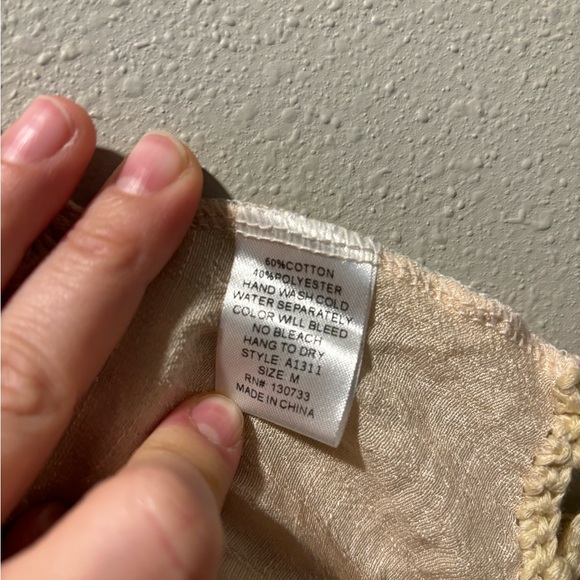 60%COTTON
40%POLYESTER
HAND WASH COLD
WATER SEPARATELY
COLOR WILL BLEED
NO BLEACH
HANG TO DRY
STYLE: A1311
SIZE: M
RN# 130733
MADE IN CHINA